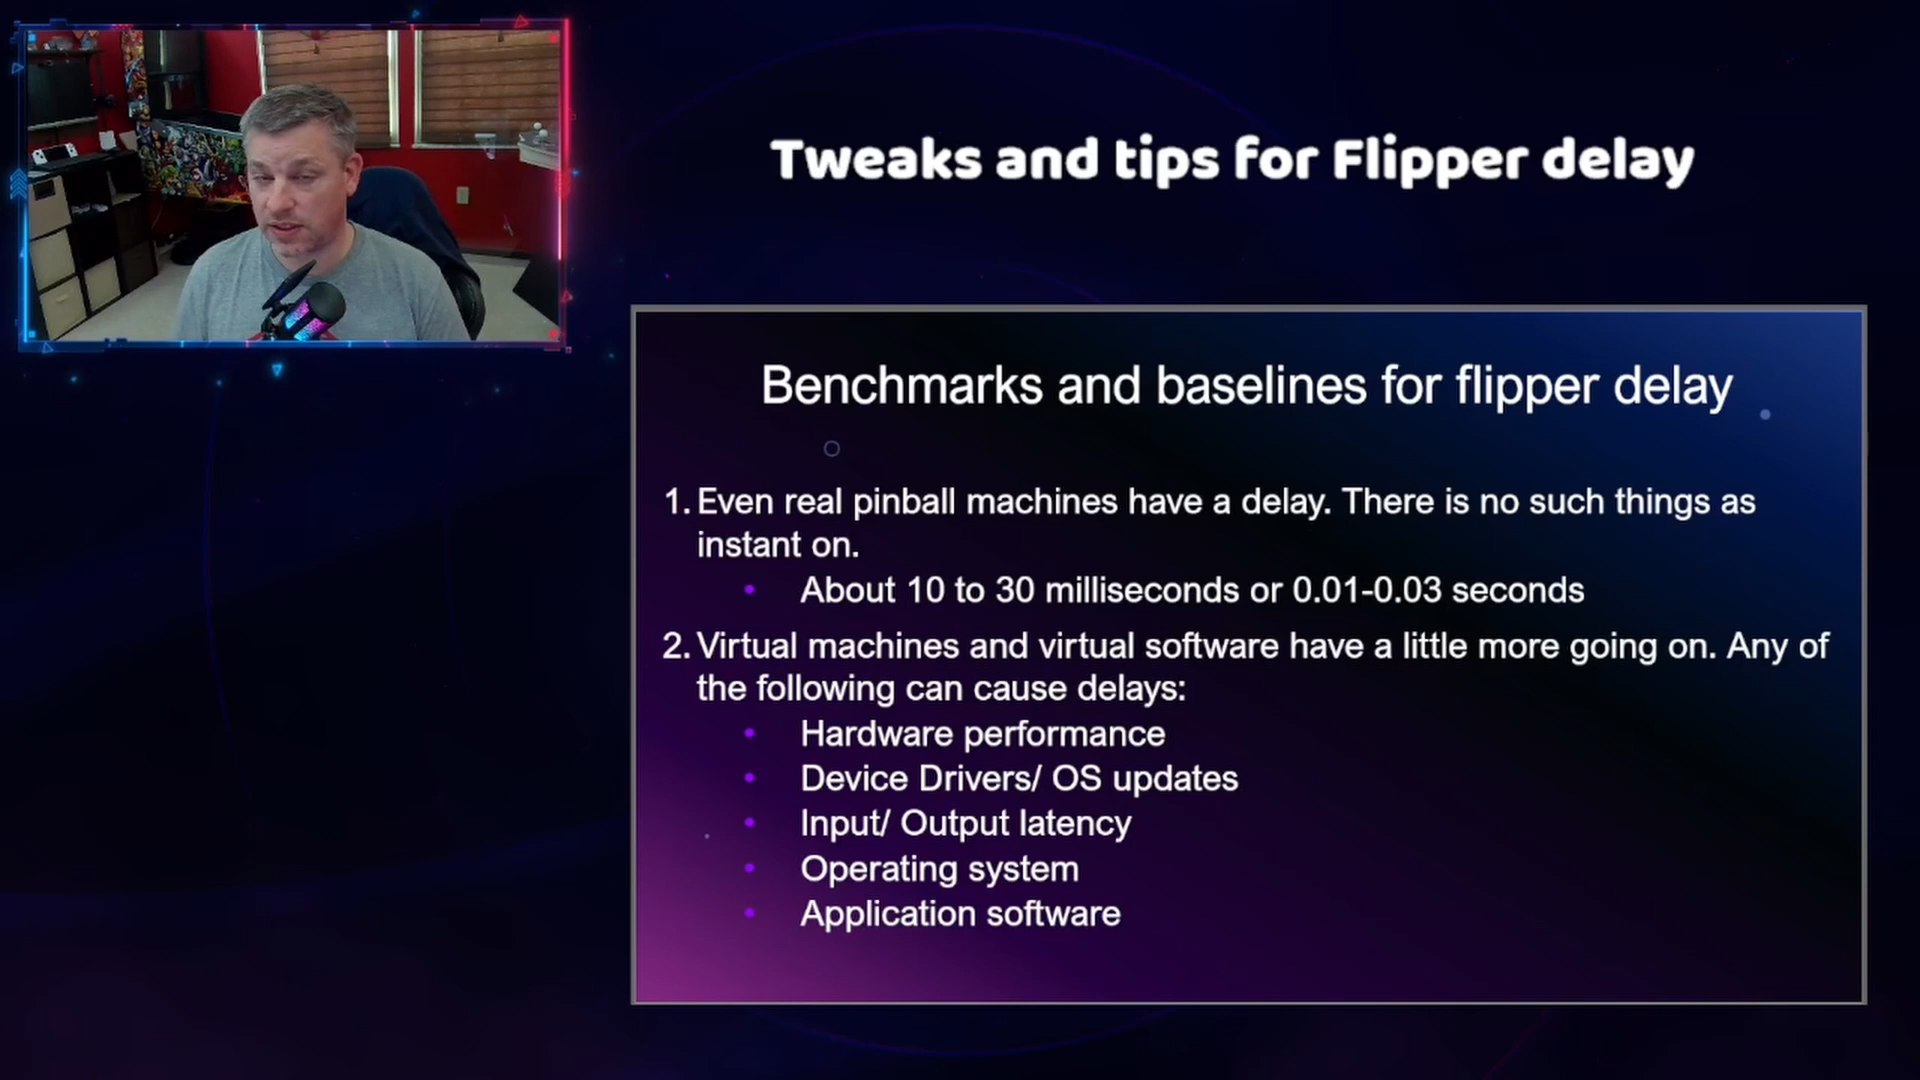 Tweaks and tips for Flipper delay
Benchmarks and baselines for flipper delay
1. Even real pinball machines have a delay. There is no such things as
instant on.
• About 10 to 30 milliseconds or 0.01-0.03 seconds
2. Virtual machines and virtual software have a little more going on. Any of
the following can cause delays:
• Hardware performance
• Device Drivers/ OS updates
• Input/ Output latency
• Operating system
• Application software